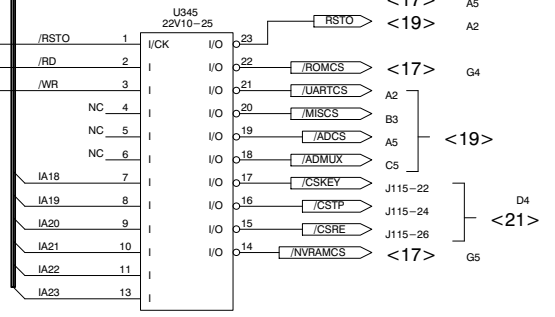 <17> A5
U345
22V10-25
RSTO <19> A2
/RSTO 1 I/CK I/O 23
/RD 2 I I/O 22 /ROMCS <17> G4
/WR 3 I I/O 21 /UARTCS A2
NC 4 I I/O 20 /MISCS B3
NC 5 I I/O 19 /ADCS A5 <19>
NC 6 I I/O 18 /ADMUX C5
IA18 7 I I/O 17 /CSKEY J115-22
IA19 8 I I/O 16 /CSTP J115-24 D4 <21>
IA20 9 I I/O 15 /CSRE J115-26
IA21 10 I I/O 14 /NVRAMCS <17> G5
IA22 11 I
IA23 13 I